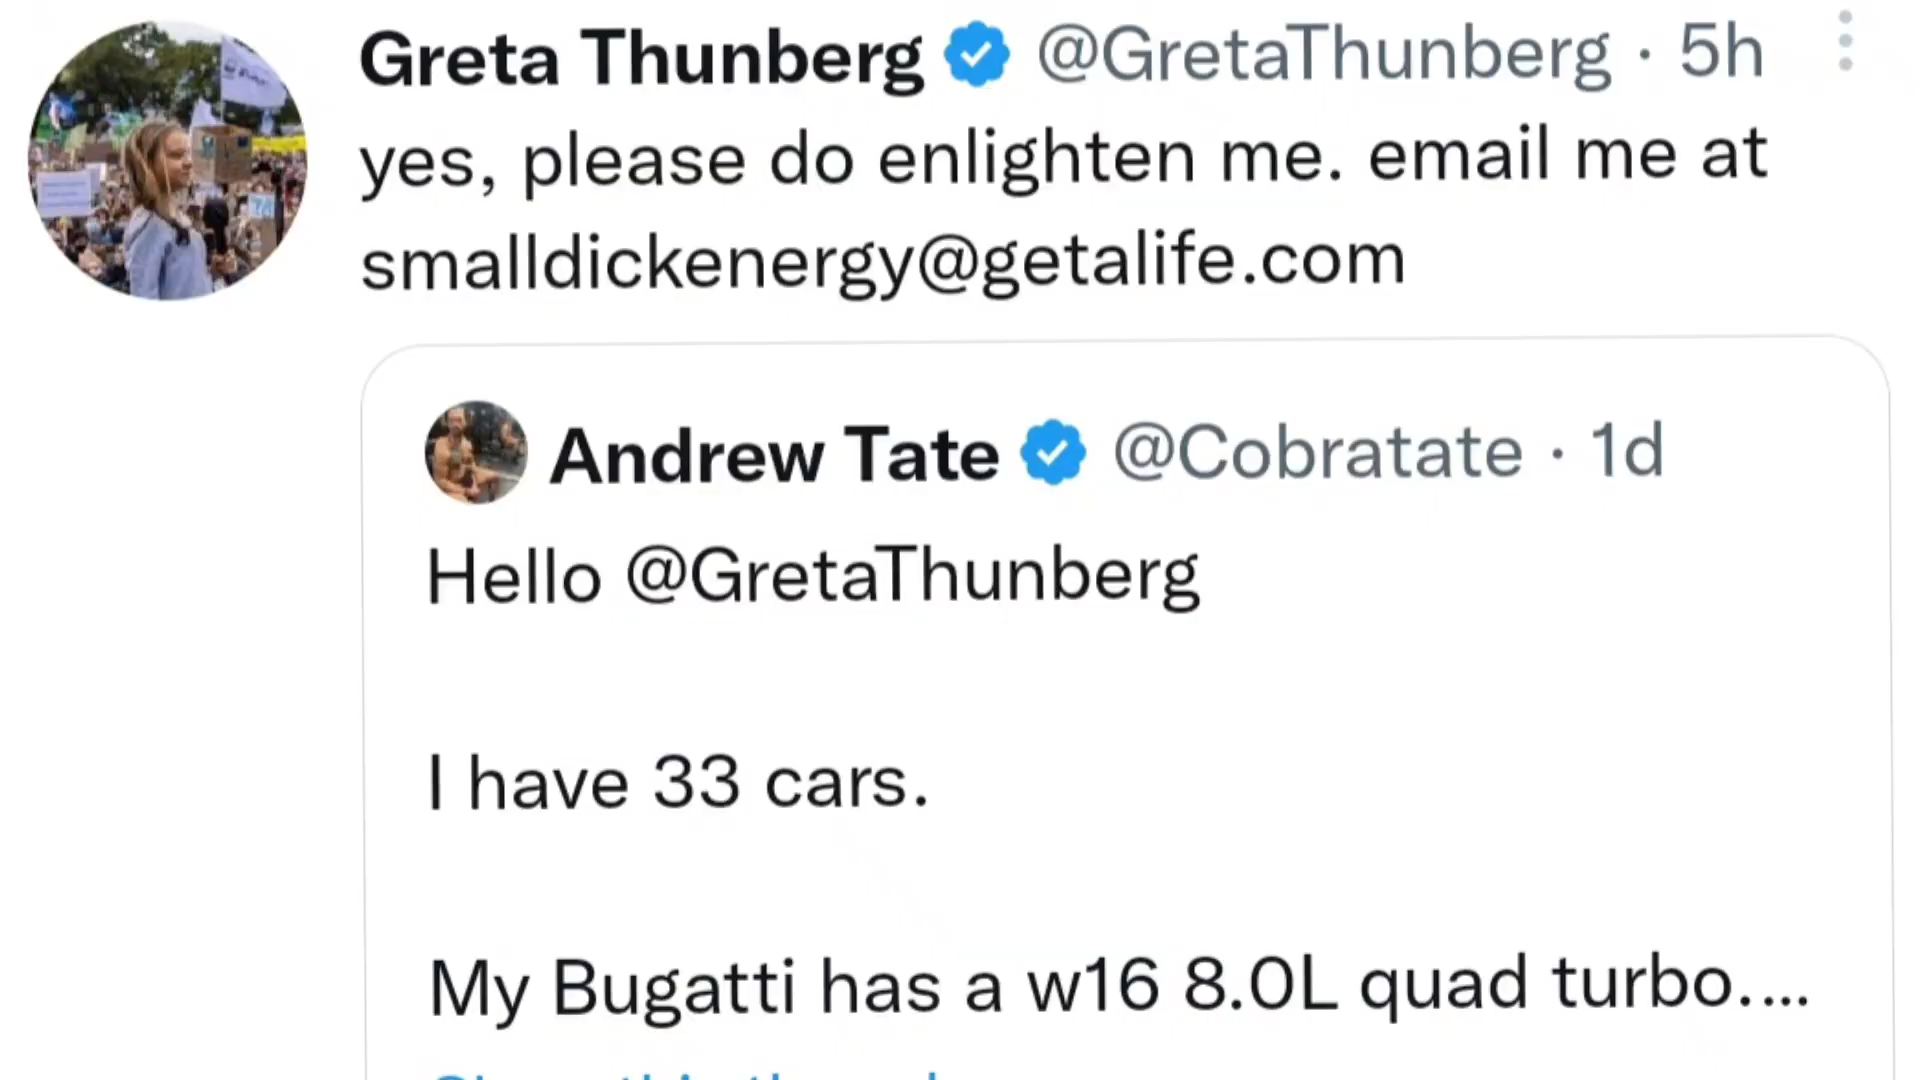 Greta Thunberg @GretaThunberg · 5h
yes, please do enlighten me. email me at
smalldickenergy@getalife.com
Andrew Tate @Cobratate · 1d
Hello @GretaThunberg
I have 33 cars.
My Bugatti has a w16 8.0L quad turbo....